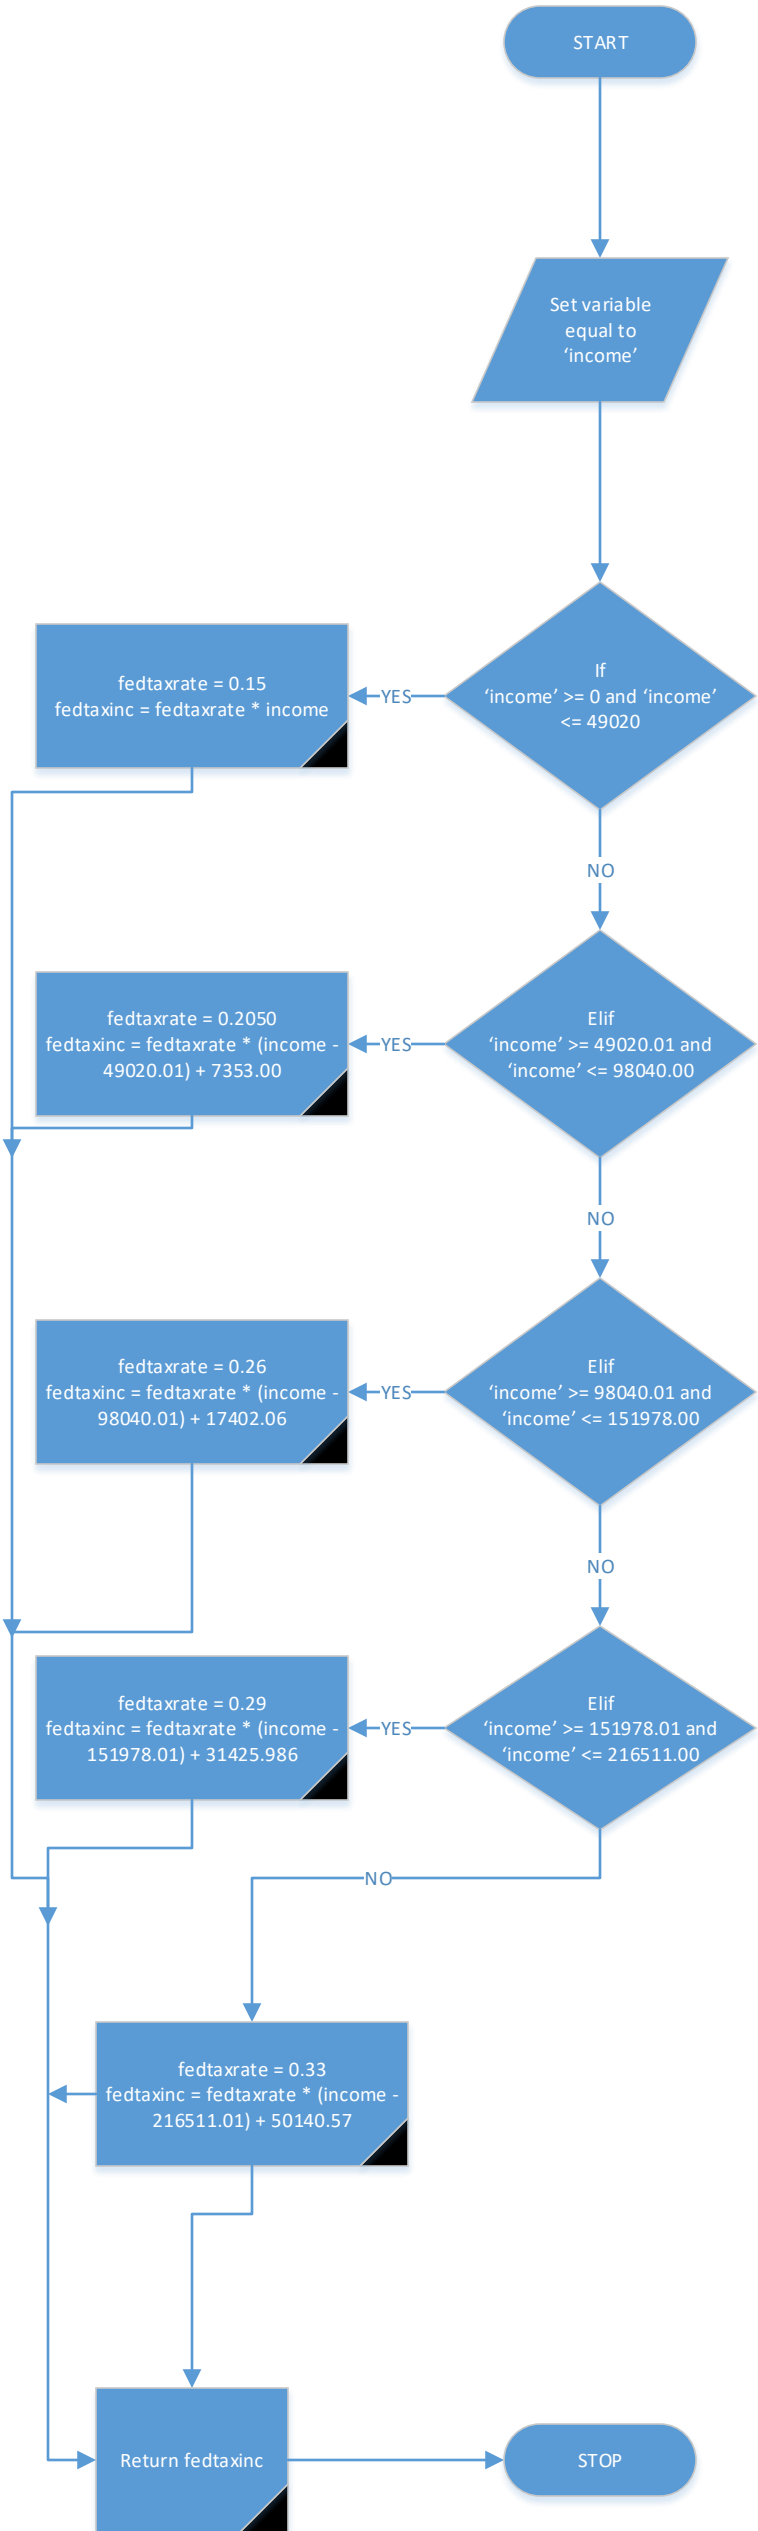 START
Set variable
equal to
‘income’
If
‘income’ >= 0 and ‘income’
<= 49020
YES
fedtaxrate = 0.15
fedtaxinc = fedtaxrate * income
NO
Elif
‘income’ >= 49020.01 and
‘income’ <= 98040.00
YES
fedtaxrate = 0.2050
fedtaxinc = fedtaxrate * (income -
49020.01) + 7353.00
NO
Elif
‘income’ >= 98040.01 and
‘income’ <= 151978.00
YES
fedtaxrate = 0.26
fedtaxinc = fedtaxrate * (income -
98040.01) + 17402.06
NO
Elif
‘income’ >= 151978.01 and
‘income’ <= 216511.00
YES
fedtaxrate = 0.29
fedtaxinc = fedtaxrate * (income -
151978.01) + 31425.986
NO
fedtaxrate = 0.33
fedtaxinc = fedtaxrate * (income -
216511.01) + 50140.57
Return fedtaxinc
STOP